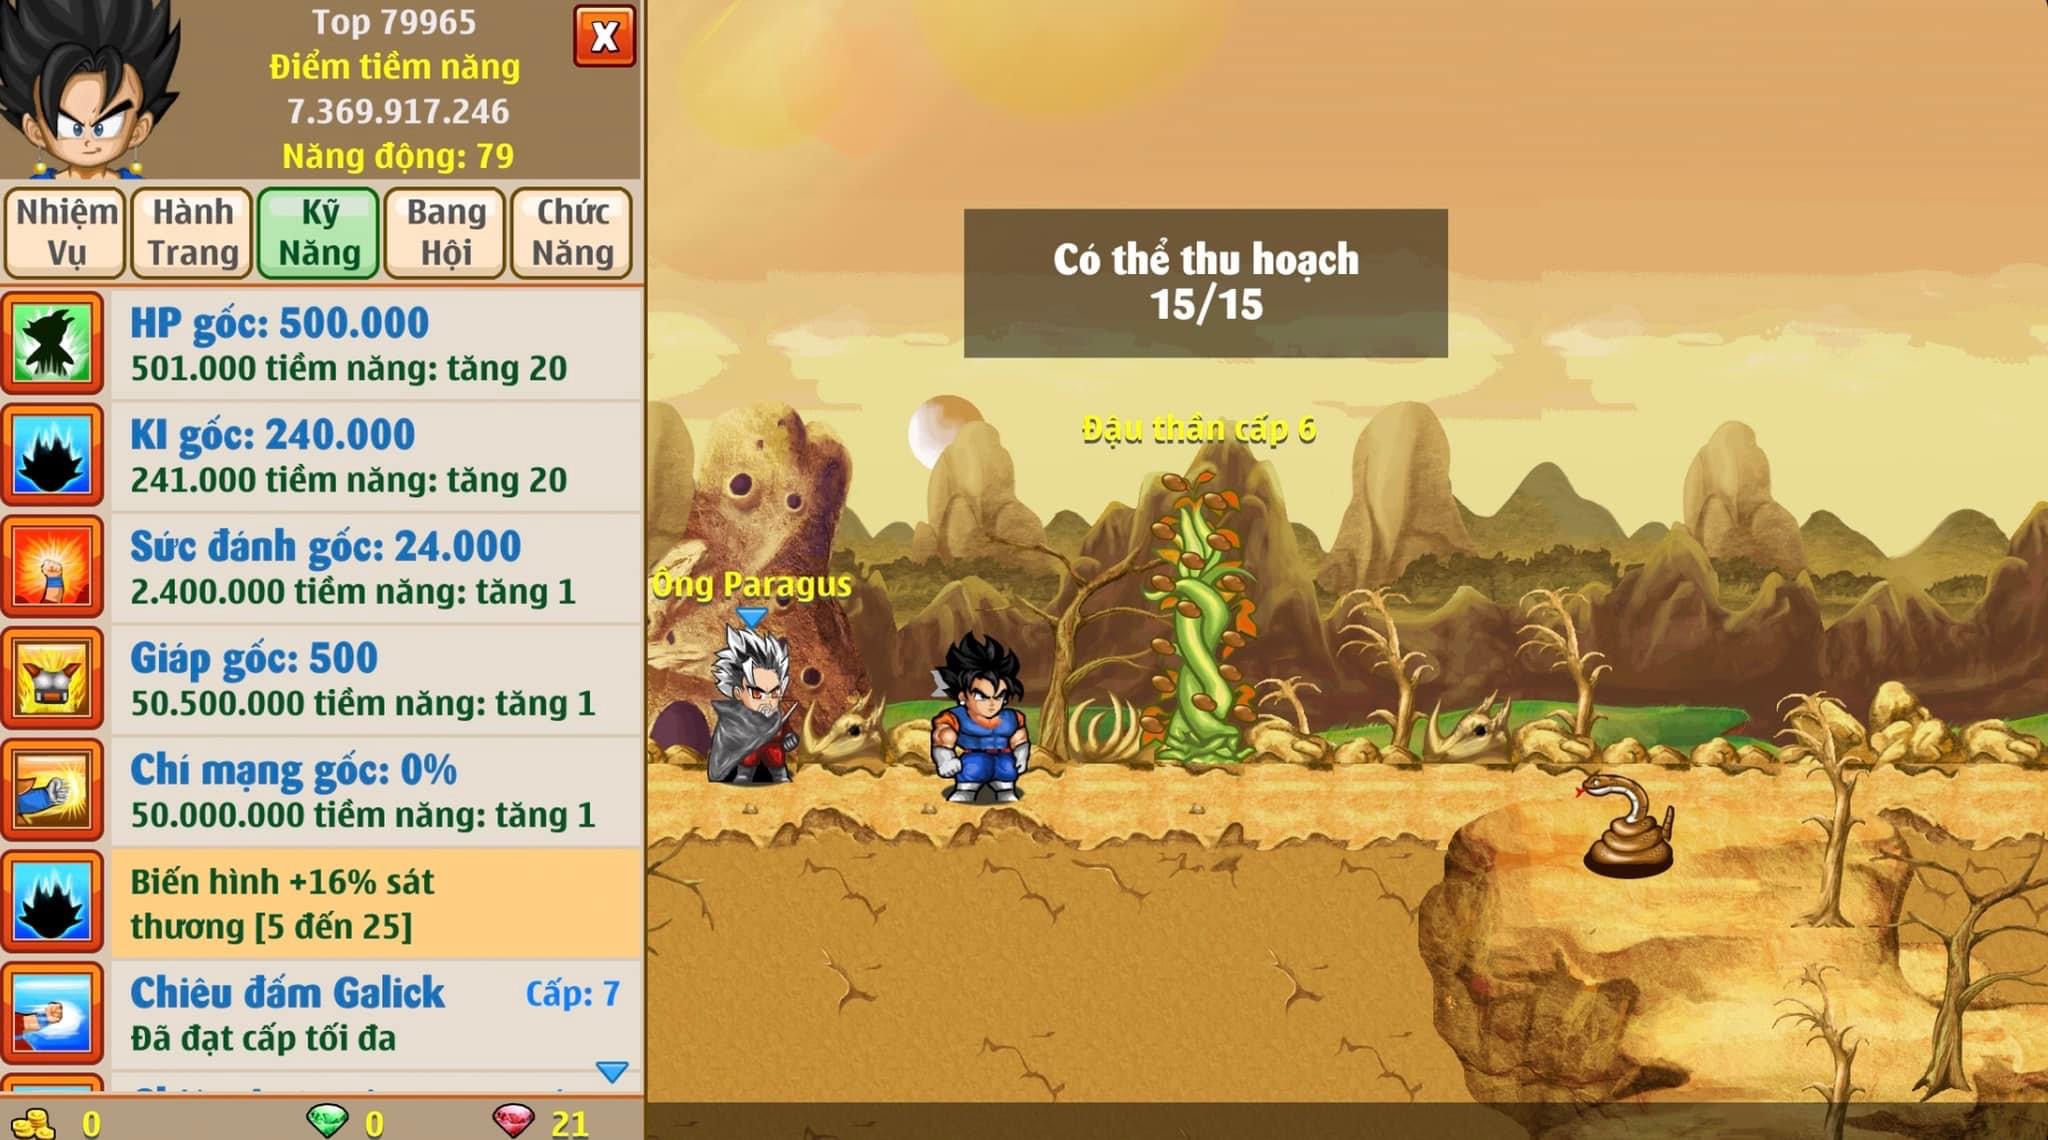 Top 79965
Điểm tiềm năng
7.369.917.246
Năng động: 79
X
Nhiệm Vụ
Hành Trang
Kỹ Năng
Bang Hội
Chức Năng
HP gốc: 500.000
501.000 tiềm năng: tăng 20
KI gốc: 240.000
241.000 tiềm năng: tăng 20
Sức đánh gốc: 24.000
2.400.000 tiềm năng: tăng 1
Giáp gốc: 500
50.500.000 tiềm năng: tăng 1
Chí mạng gốc: 0%
50.000.000 tiềm năng: tăng 1
Biến hình +16% sát
thương [5 đến 25]
Chiêu đấm Galick Cấp: 7
Đã đạt cấp tối đa
0 0 21
Có thể thu hoạch
15/15
Đậu thần cấp 6
Ông Paragus